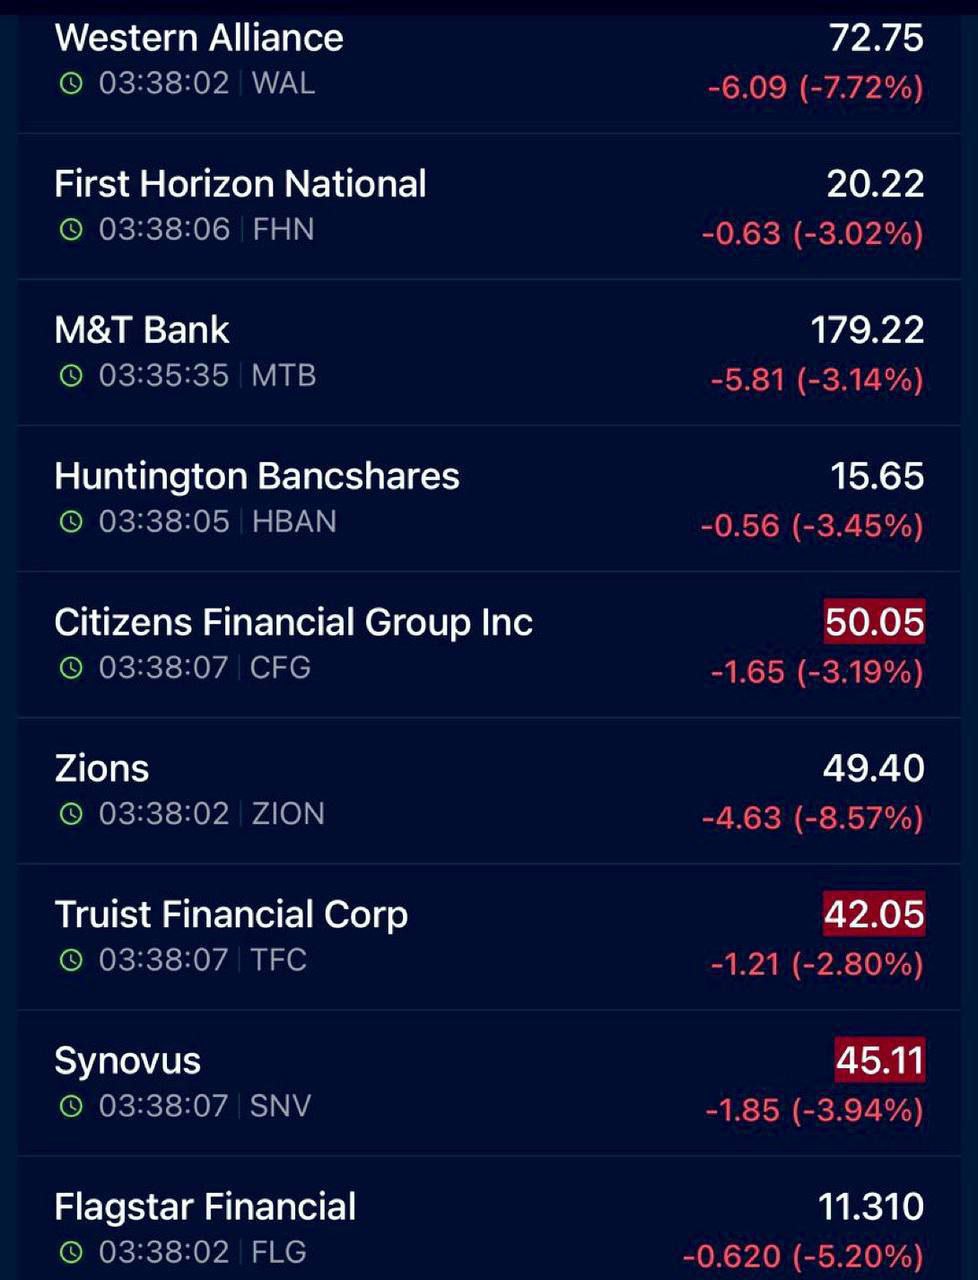 Western Alliance 72.75
03:38:02 | WAL -6.09 (-7.72%)
First Horizon National 20.22
03:38:06 | FHN -0.63 (-3.02%)
M&T Bank 179.22
03:35:35 | MTB -5.81 (-3.14%)
Huntington Bancshares 15.65
03:38:05 | HBAN -0.56 (-3.45%)
Citizens Financial Group Inc 50.05
03:38:07 | CFG -1.65 (-3.19%)
Zions 49.40
03:38:02 | ZION -4.63 (-8.57%)
Truist Financial Corp 42.05
03:38:07 | TFC -1.21 (-2.80%)
Synovus 45.11
03:38:07 | SNV -1.85 (-3.94%)
Flagstar Financial 11.310
03:38:02 | FLG -0.620 (-5.20%)